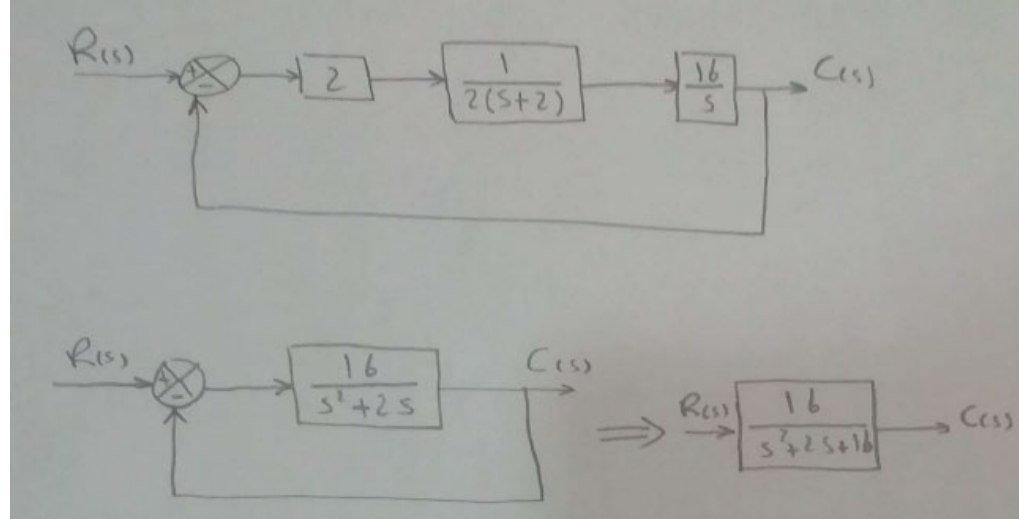 R(s) + - 2 1/2(s+2) 16/s C(s)
R(s) + - 16/s²+2s C(s) ⇒ R(s) 16/s²+2s+16 C(s)